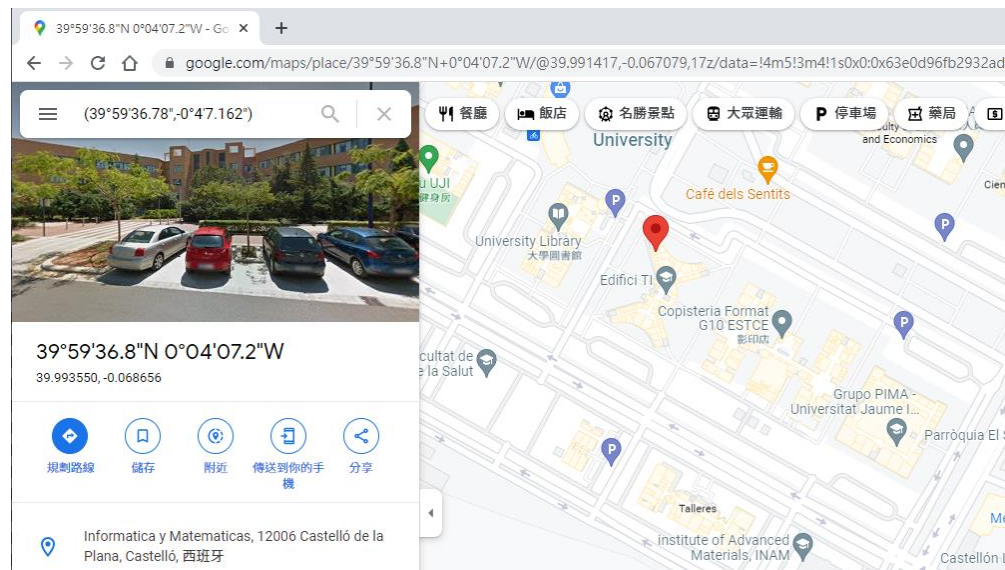 39°59'36.8"N 0°04'07.2"W - Go
google.com/maps/place/39°59'36.8"N+0°04'07.2"W/@39.991417,-0.067079,17z/data=!4m5!3m4!1s0x0:0x63e0d96fb2932ad
(39°59'36.78",-0°4'7.162")
餐廳
飯店
名勝景點
大眾運輸
P 停車場
藥局
University
and Economics
UJI
健身房
Café dels Sentits
Cien
P
P
University Library
大學圖書館
Edifici TI
Copisteria Format
G10 ESTCE
影印店
P
39°59'36.8"N 0°04'07.2"W
39.993550, -0.068656
cultat de
la Salut
Grupo PIMA -
Universitat Jaume I...
Parròquia El
P
規劃路線
儲存
附近
傳送到你的手
機
分享
Talleres
Informatica y Matematicas, 12006 Castelló de la
Plana, Castelló, 西班牙
institute of Advanced
Materials, INAM
Castellón